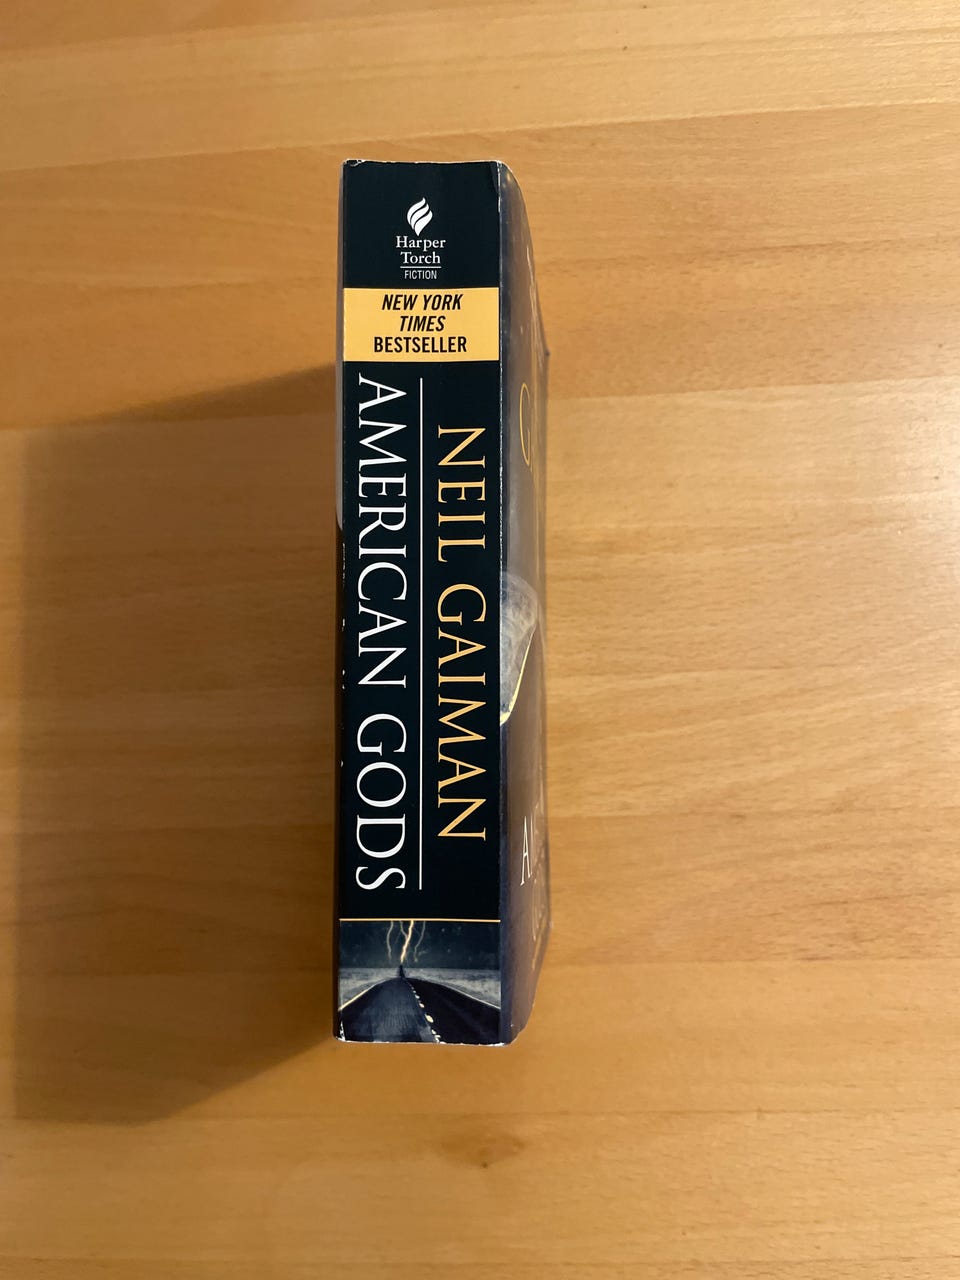 Harper
Torch
FICTION
NEW YORK
TIMES
BESTSELLER
NEIL GAIMAN
AMERICAN GODS